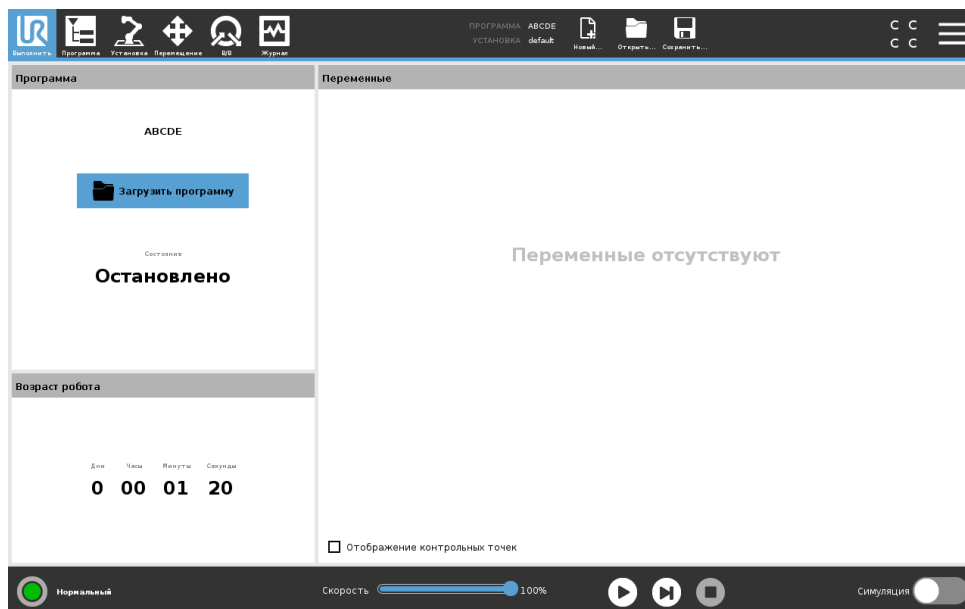 UR
Выполнить Программа Установка Перемещение В/В Журнал
ПРОГРАММА ABCDE
УСТАНОВКА default
Новый... Открыть... Сохранить...
C C
C C
Программа
ABCDE
Загрузить программу
Состояние
Остановлено
Возраст робота
Дни Часы Минуты Секунды
0 00 01 20
Переменные
Переменные отсутствуют
Отображение контрольных точек
Нормальный
Скорость 100%
Симуляция